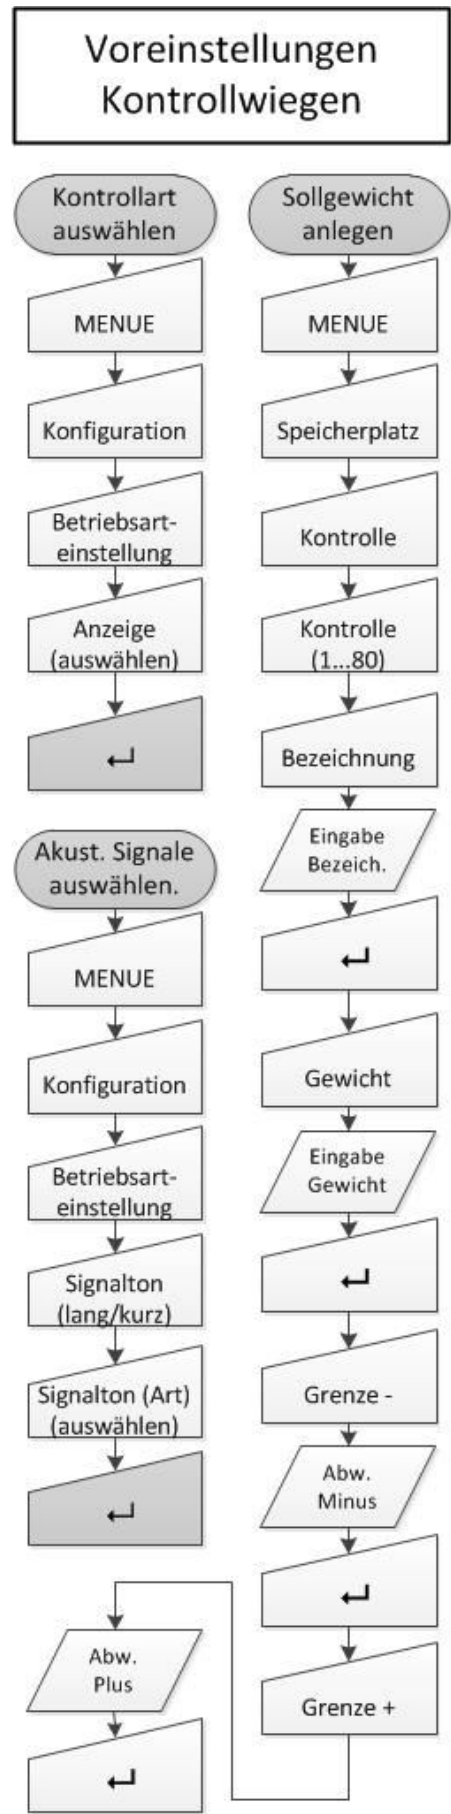 Voreinstellungen
Kontrollwiegen
Kontrollart
auswählen
MENUE
Konfiguration
Betriebsart-
einstellung
Anzeige
(auswählen)
↵
Akust. Signale
auswählen.
MENUE
Konfiguration
Betriebsart-
einstellung
Signalton
(lang/kurz)
Signalton (Art)
(auswählen)
↵
Sollgewicht
anlegen
MENUE
Speicherplatz
Kontrolle
Kontrolle
(1...80)
Bezeichnung
Eingabe
Bezeich.
↵
Gewicht
Eingabe
Gewicht
↵
Grenze -
Abw.
Minus
↵
Grenze +
Abw.
Plus
↵